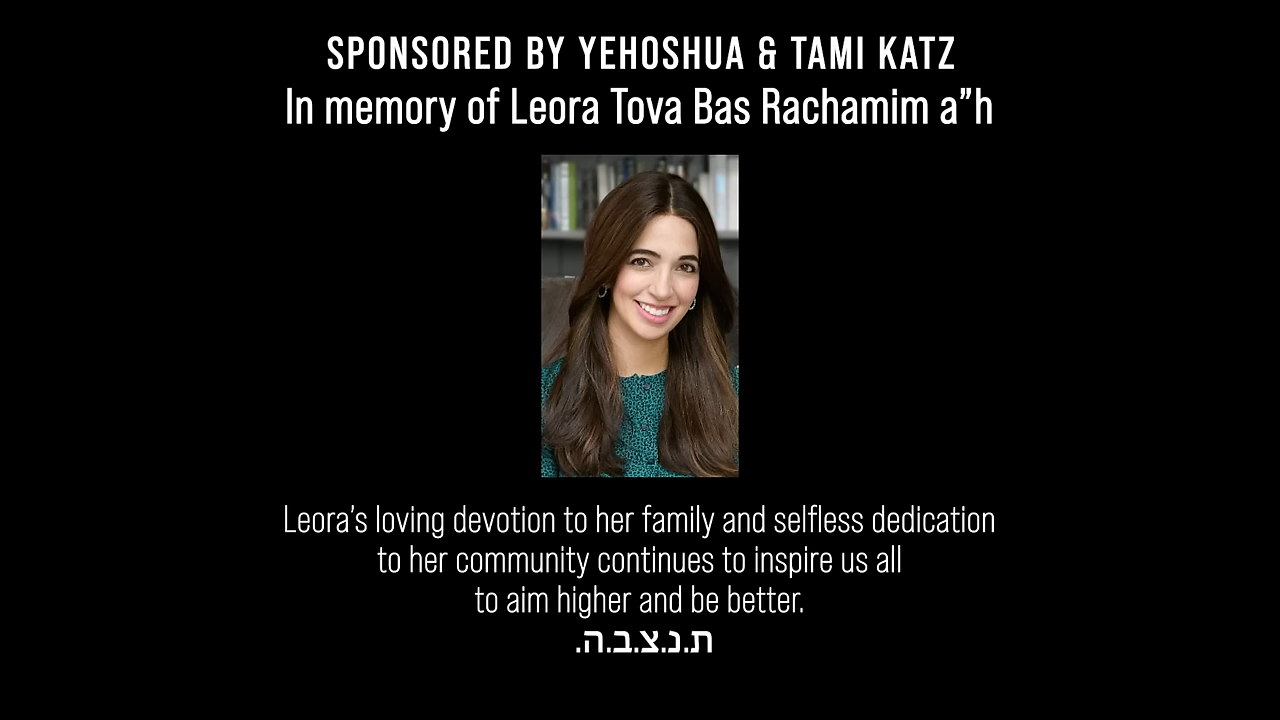 SPONSORED BY YEHOSHUA & TAMI KATZ
In memory of Leora Tova Bas Rachamim a”h
Leora’s loving devotion to her family and selfless dedication
to her community continues to inspire us all
to aim higher and be better.
ת.נ.צ.ב.ה.